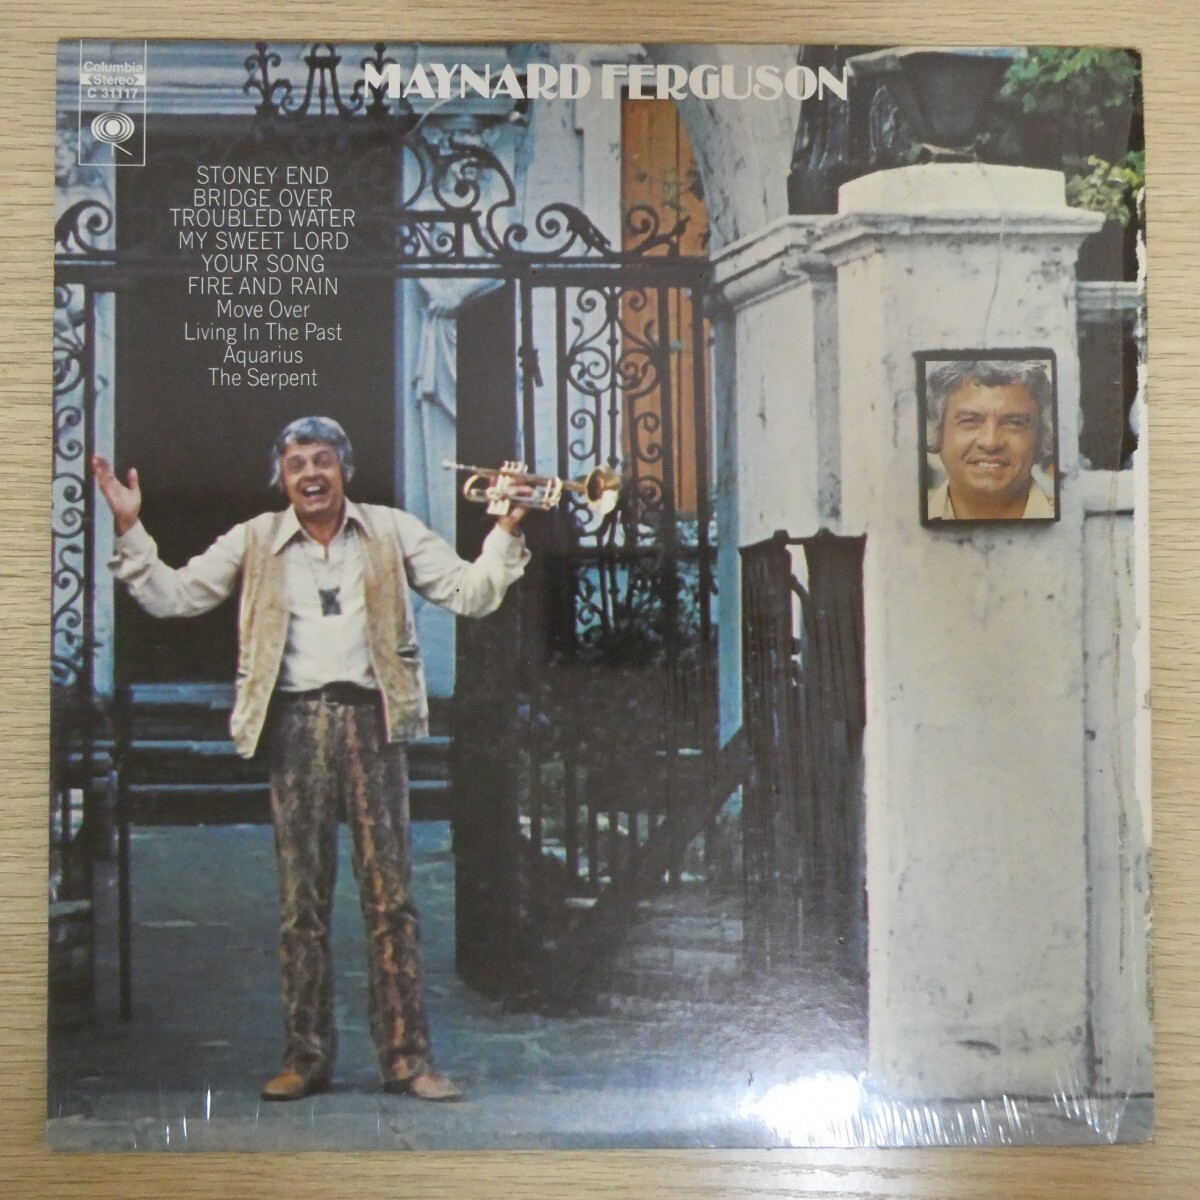 Columbia
Stereo
C 31117
MAYNARD FERGUSON
STONEY END
BRIDGE OVER
TROUBLED WATER
MY SWEET LORD
YOUR SONG
FIRE AND RAIN
Move Over
Living In The Past
Aquarius
The Serpent